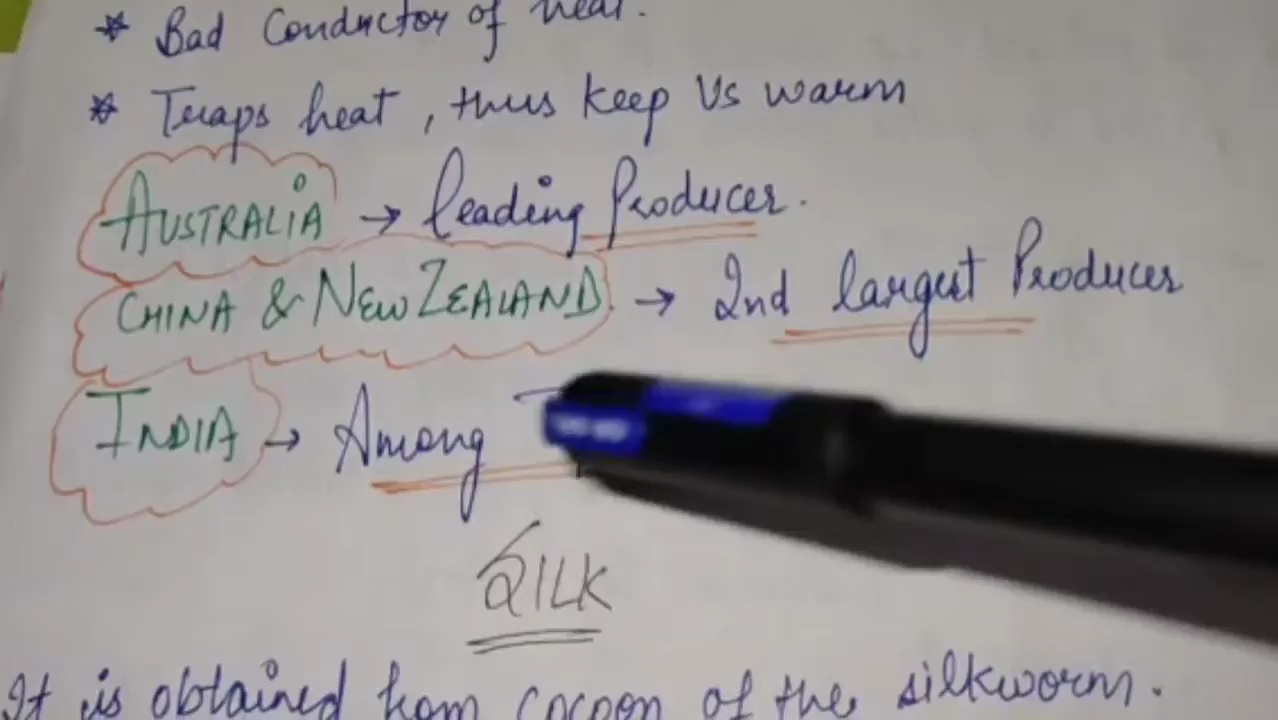 * Bad Conductor of heat.
* Traps heat, thus keep Us warm
AUSTRALIA → leading Producer.
CHINA & NEW ZEALAND → 2nd largest Producer
INDIA → Among
SILK
It is obtained from cocoon of the silkworm.